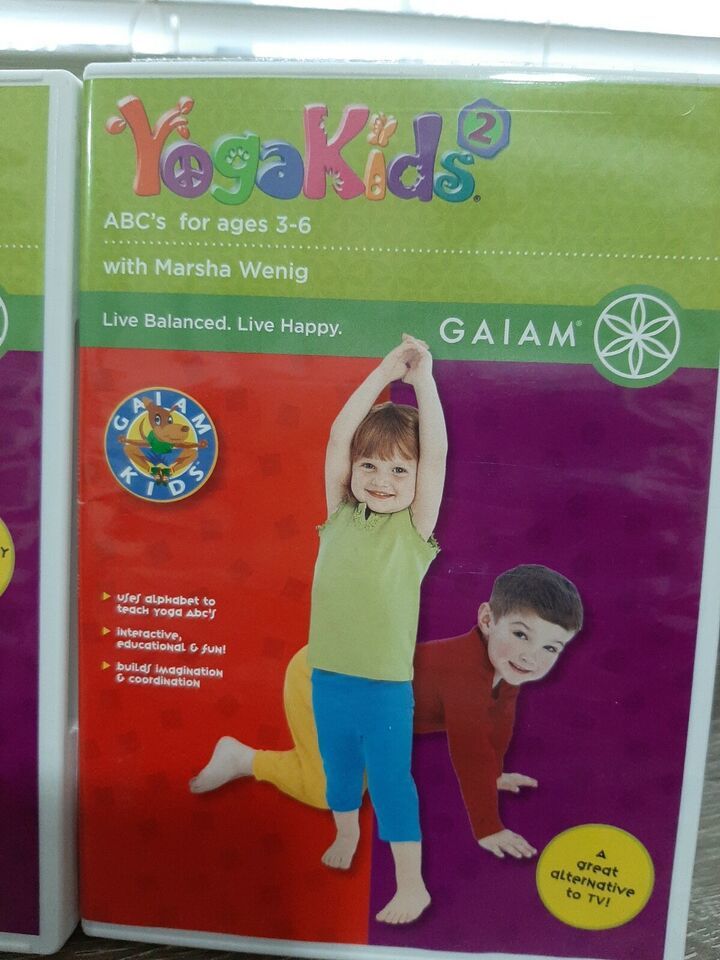 YogaKids® 2
ABC's for ages 3-6
with Marsha Wenig
Live Balanced. Live Happy.
GAIAM®
GAIAM
KIDS
uses alphabet to
teach yoga abc's
interactive,
educational & fun!
builds imagination
& coordination
A
great
alternative
to TV!
Y